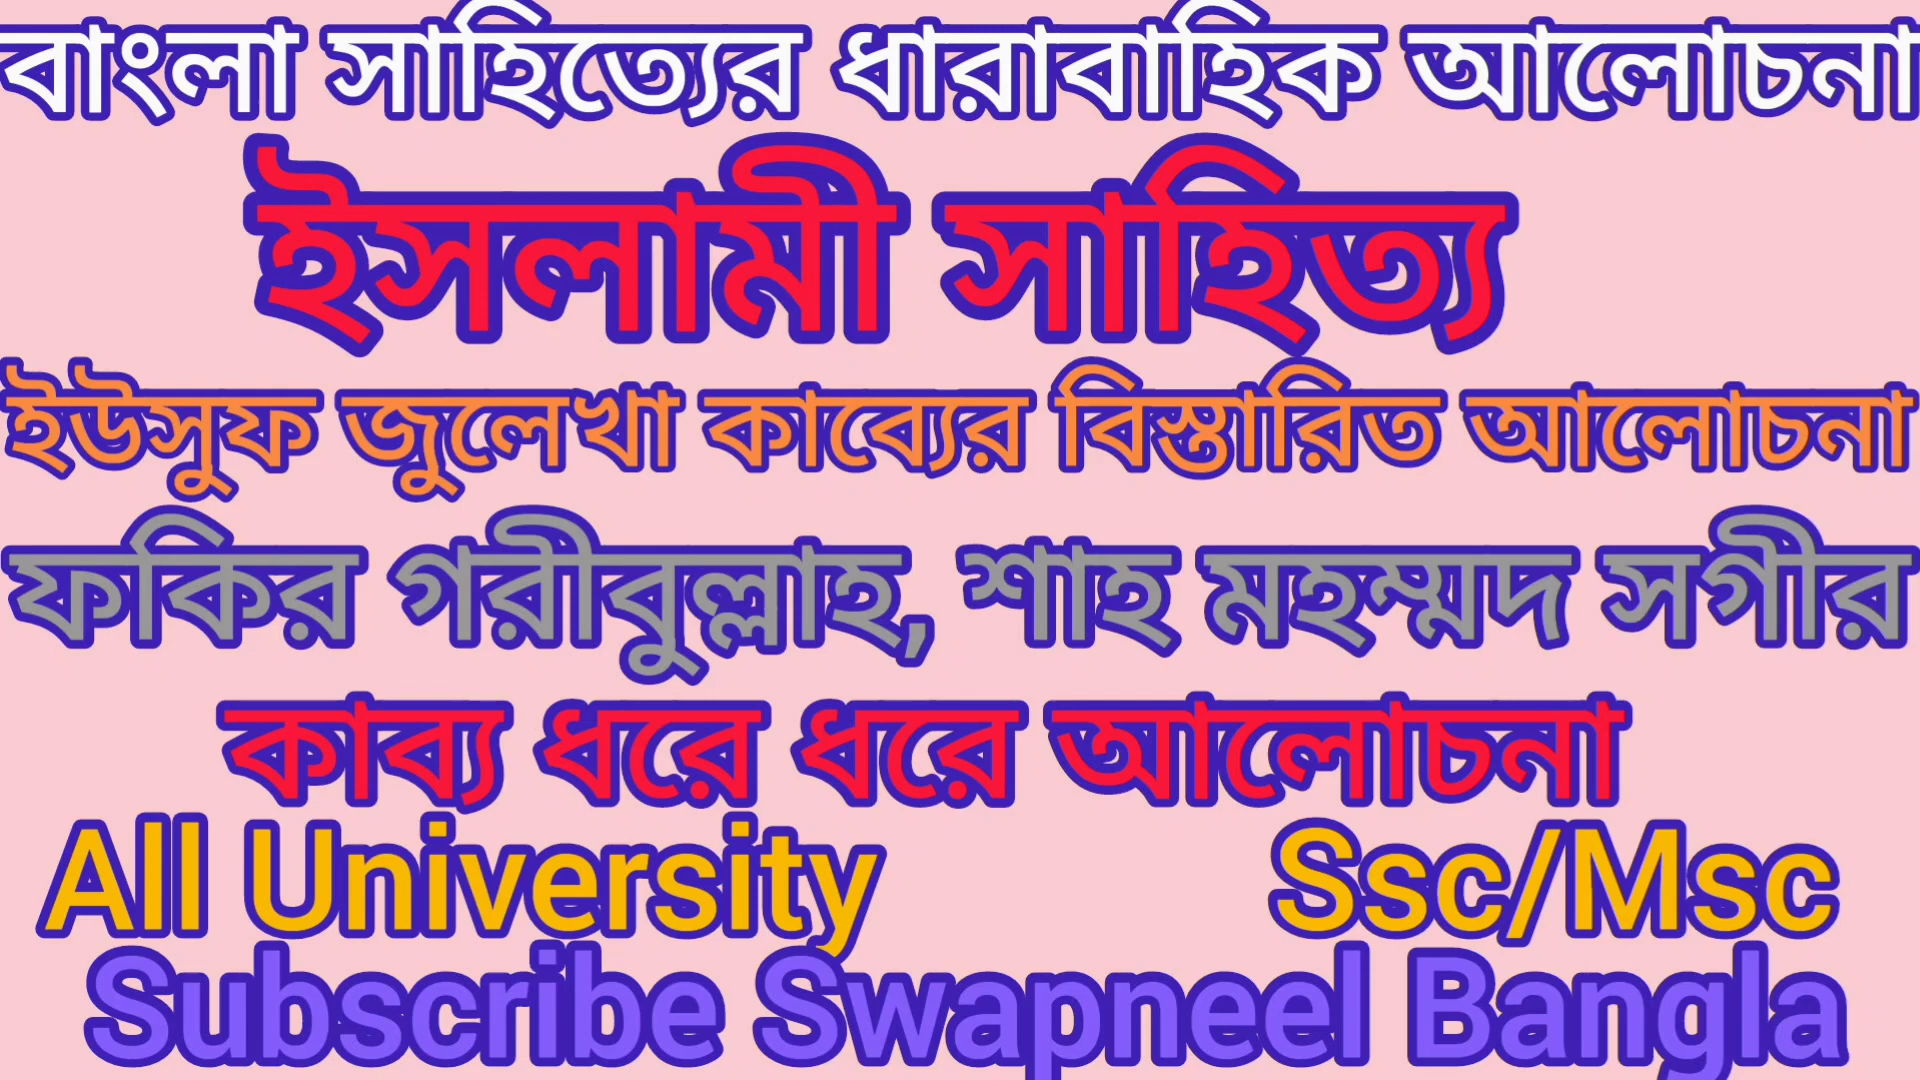 বাংলা সাহিত্যের ধারাবাহিক আলোচনা
ইসলামী সাহিত্য
ইউসুফ জুলেখা কাব্যের বিস্তারিত আলোচনা
ফকির গরীবুল্লাহ, শাহ মহম্মদ সগীর
কাব্য ধরে ধরে আলোচনা
All University Ssc/Msc
Subscribe Swapneel Bangla